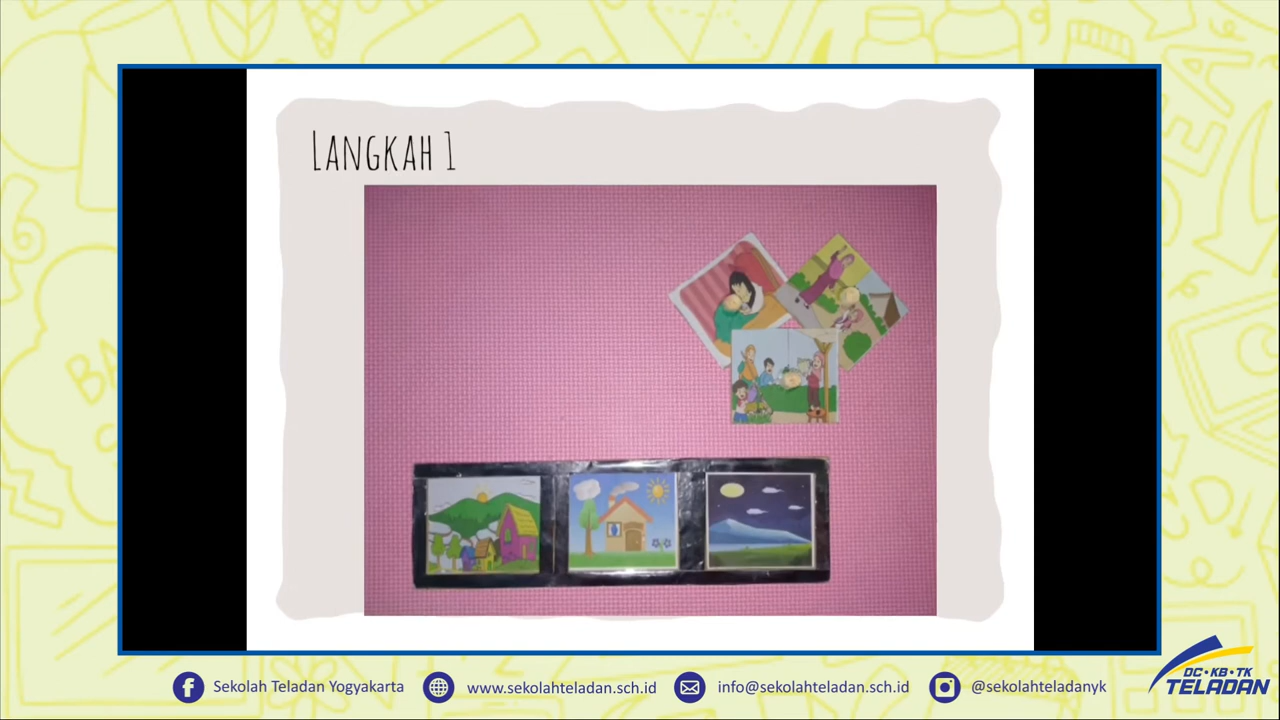 LANGKAH 1
Sekolah Teladan Yogyakarta
www.sekolahteladan.sch.id
info@sekolahteladan.sch.id
@sekolahteladanyk
DC•KB•TK
TELADAN